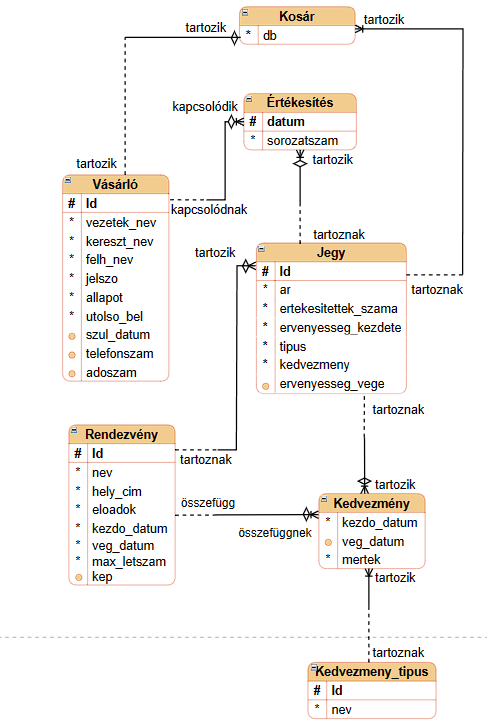 Kosár
* db
tartozik
tartozik
Értékesítés
# datum
* sorozatszam
kapcsolódik
tartozik
tartozik
Vásárló
# Id
* vezetek_nev
* kereszt_nev
* felh_nev
* jelszo
* allapot
* utolso_bel
szul_datum
telefonszam
adoszam
kapcsolódnak
tartoznak
tartozik
Jegy
# Id
* ar
* ertekesitettek_szama
* ervenyesseg_kezdete
* tipus
* kedvezmeny
ervenyesseg_vege
tartoznak
tartoznak
Rendezvény
# Id
* nev
* hely_cim
* eloadok
* kezdo_datum
* veg_datum
* max_letszam
kep
tartoznak
összefügg
összefüggnek
tartozik
Kedvezmény
* kezdo_datum
veg_datum
* mertek
tartozik
tartoznak
Kedvezmeny_tipus
# Id
* nev